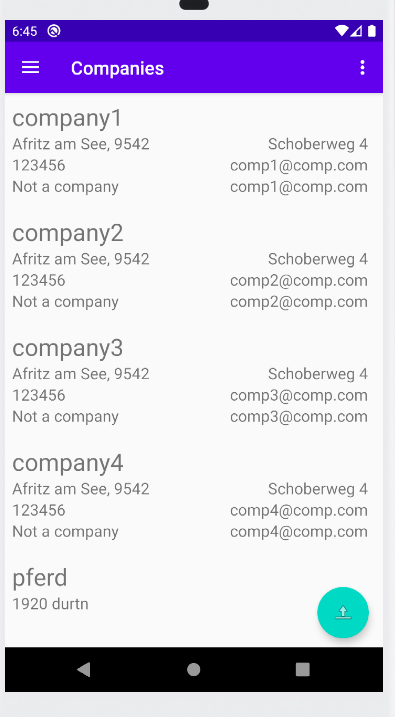 6:45
Companies
company1
Afritz am See, 9542 Schoberweg 4
123456 comp1@comp.com
Not a company comp1@comp.com
company2
Afritz am See, 9542 Schoberweg 4
123456 comp2@comp.com
Not a company comp2@comp.com
company3
Afritz am See, 9542 Schoberweg 4
123456 comp3@comp.com
Not a company comp3@comp.com
company4
Afritz am See, 9542 Schoberweg 4
123456 comp4@comp.com
Not a company comp4@comp.com
pferd
1920 durtn